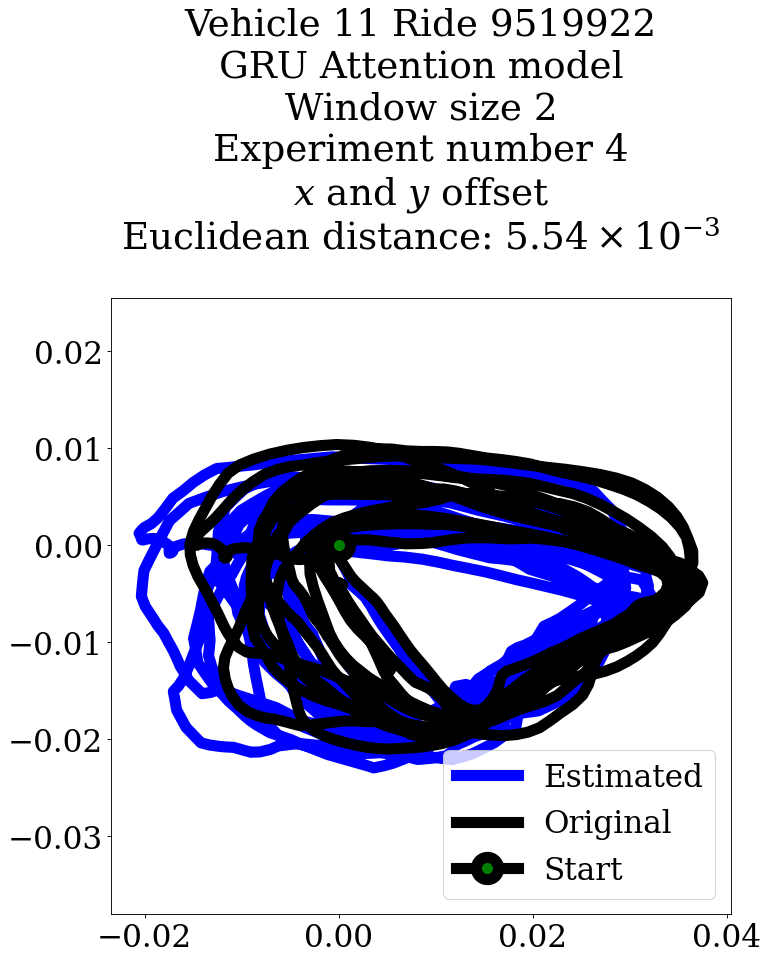 Vehicle 11 Ride 9519922
GRU Attention model
Window size 2
Experiment number 4
x and y offset
Euclidean distance: 5.54 × 10⁻³
0.02
0.01
0.00
−0.01
−0.02
−0.03
Estimated
Original
Start
−0.02 0.00 0.02 0.04